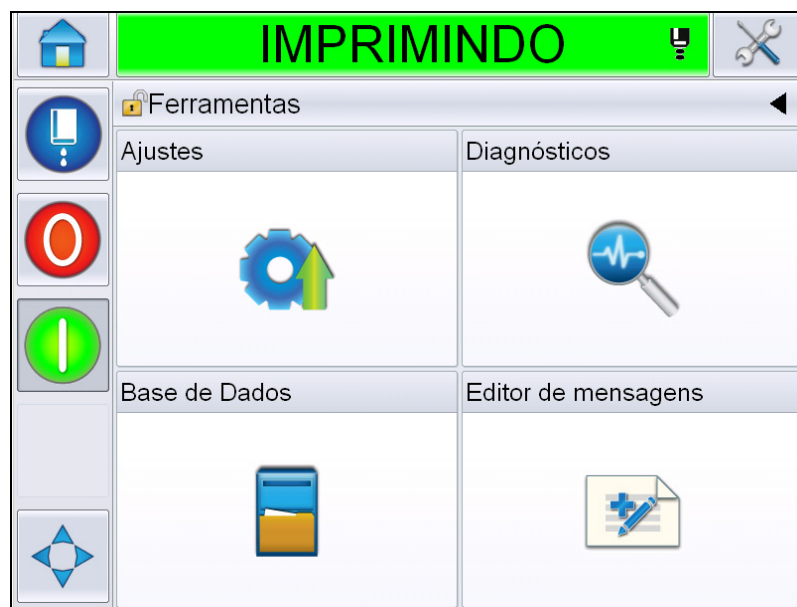 IMPRIMINDO
Ferramentas
Ajustes
Diagnósticos
Base de Dados
Editor de mensagens